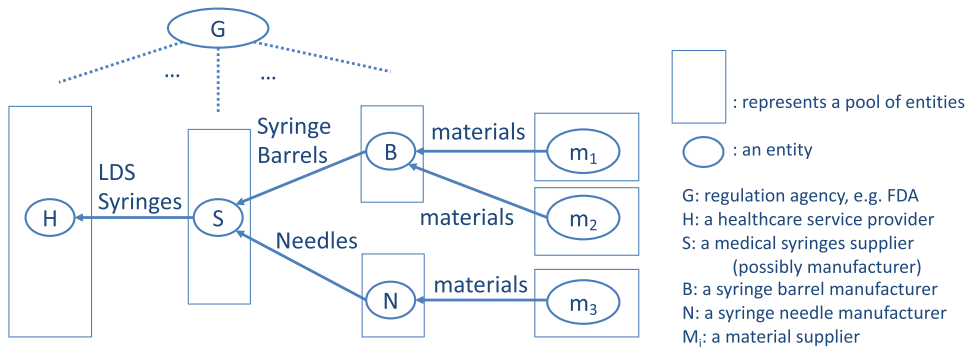 G
...
...
: represents a pool of entities
Syringe
Barrels
materials
B
m₁
: an entity
LDS
Syringes
G: regulation agency, e.g. FDA
H
S
materials
m₂
H: a healthcare service provider
S: a medical syringes supplier
(possibly manufacturer)
Needles
materials
B: a syringe barrel manufacturer
N
m₃
N: a syringe needle manufacturer
Mᵢ: a material supplier